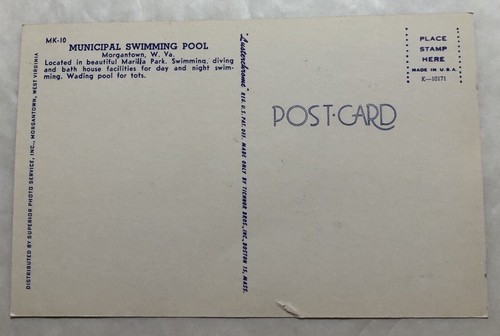 MK-10
MUNICIPAL SWIMMING POOL
Morgantown, W. Va.
Located in beautiful Marilla Park. Swimming, diving
and bath house facilities for day and night swim-
ming. Wading pool for tots.
DISTRIBUTED BY SUPERIOR PHOTO SERVICE, INC., MORGANTOWN, WEST VIRGINIA
"Lusterchrome" REG. U.S. PAT. OFF. MADE ONLY BY TICHNOR BROS., INC., BOSTON 15, MASS.
POST-CARD
PLACE
STAMP
HERE
MADE IN U.S.A.
K-10171